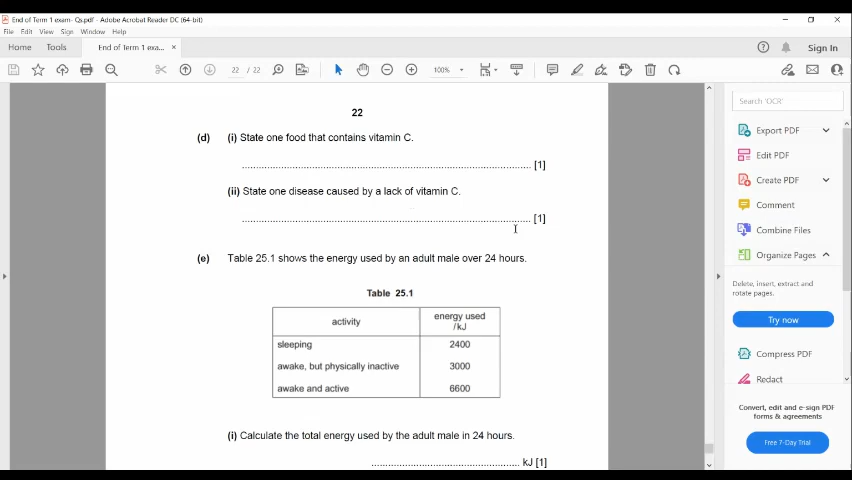 End of Term 1 exam- Qs.pdf - Adobe Acrobat Reader DC (64-bit)
File Edit View Sign Window Help
Home Tools End of Term 1 exa... × Sign In
22 / 22 100%
Search 'OCR'
Export PDF
Edit PDF
Create PDF
Comment
Combine Files
Organize Pages
Delete, insert, extract and
rotate pages.
Try now
Compress PDF
Redact
Convert, edit and e-sign PDF
forms & agreements
Free 7-Day Trial
22
(d) (i) State one food that contains vitamin C.
[1]
(ii) State one disease caused by a lack of vitamin C.
[1]
(e) Table 25.1 shows the energy used by an adult male over 24 hours.
Table 25.1
activity energy used
/kJ
sleeping 2400
awake, but physically inactive 3000
awake and active 6600
(i) Calculate the total energy used by the adult male in 24 hours.
kJ [1]